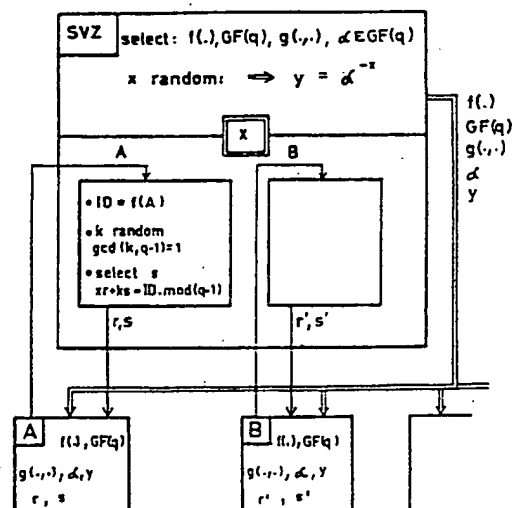 SVZ
select: f(.), GF(q), g(.,.), α ∈ GF(q)
x random: ⟹ y = α^-x
x
f(.)
GF(q)
g(.,.)
α
y
A
B
• ID = f(A)
• k random
gcd(k,q-1)=1
• select s
xr+ks=ID.mod(q-1)
r,s
r', s'
A
f(.), GF(q)
g(.,.), α, y
r , s
B
f(.), GF(q)
g(.,.), α, y
r' , s'